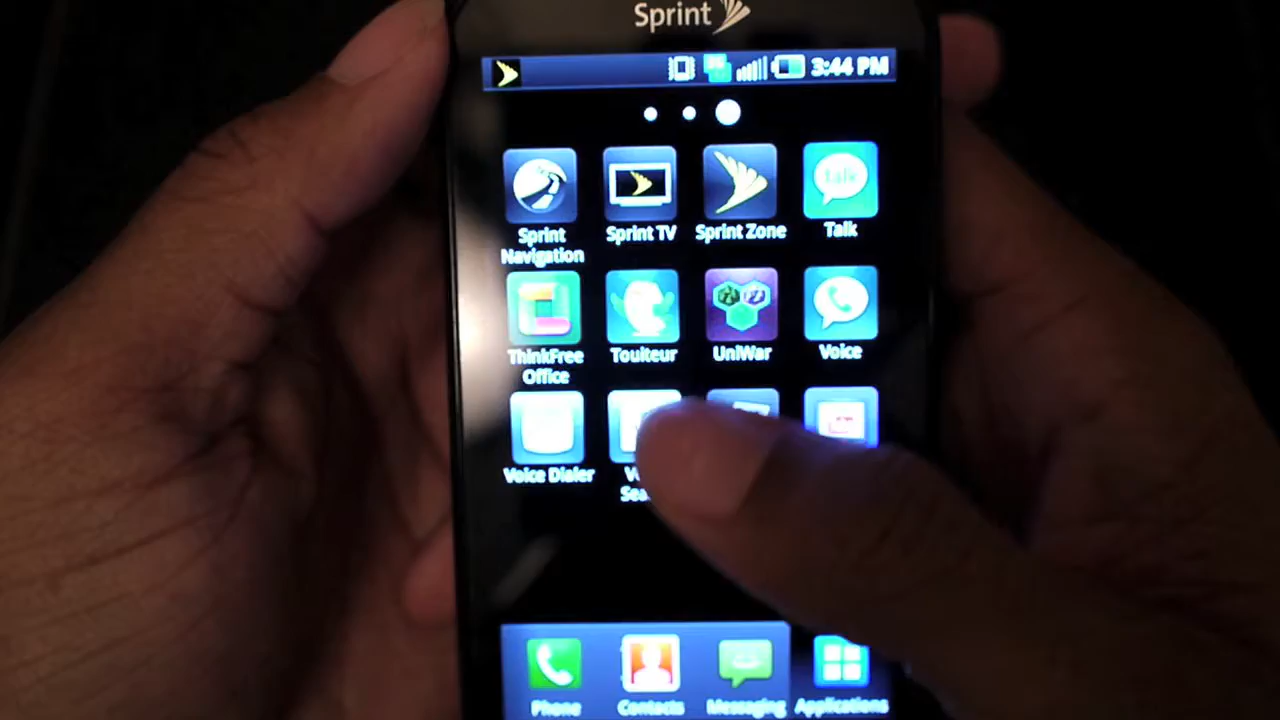 Sprint
3:44 PM
Sprint
Navigation
Sprint TV
Sprint Zone
Talk
talk
ThinkFree
Office
Touiteur
UniWar
Voice
Voice Dialer
Phone
Contacts
Messaging
Applications